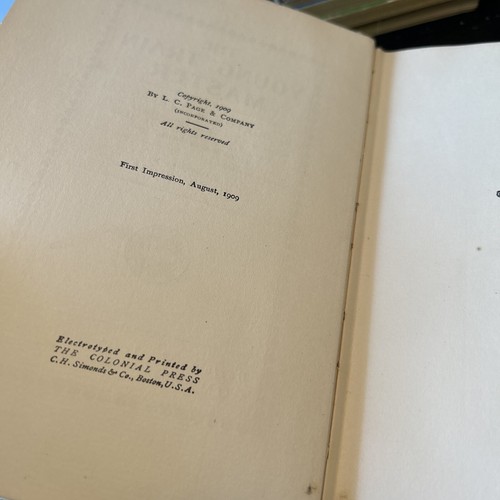 Copyright, 1909
BY L. C. PAGE & COMPANY
(INCORPORATED)
All rights reserved
First Impression, August, 1909
Electrotyped and Printed by
THE COLONIAL PRESS
C.H. Simonds & Co., Boston, U.S.A.